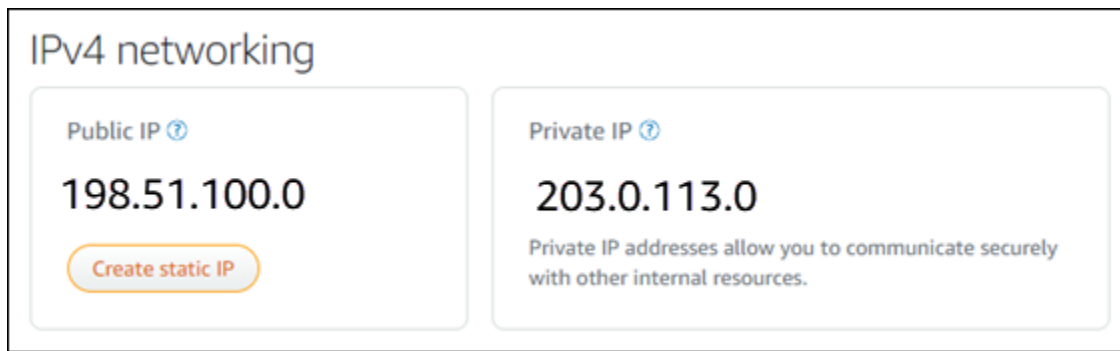 IPv4 networking
Public IP
198.51.100.0
Create static IP
Private IP
203.0.113.0
Private IP addresses allow you to communicate securely
with other internal resources.